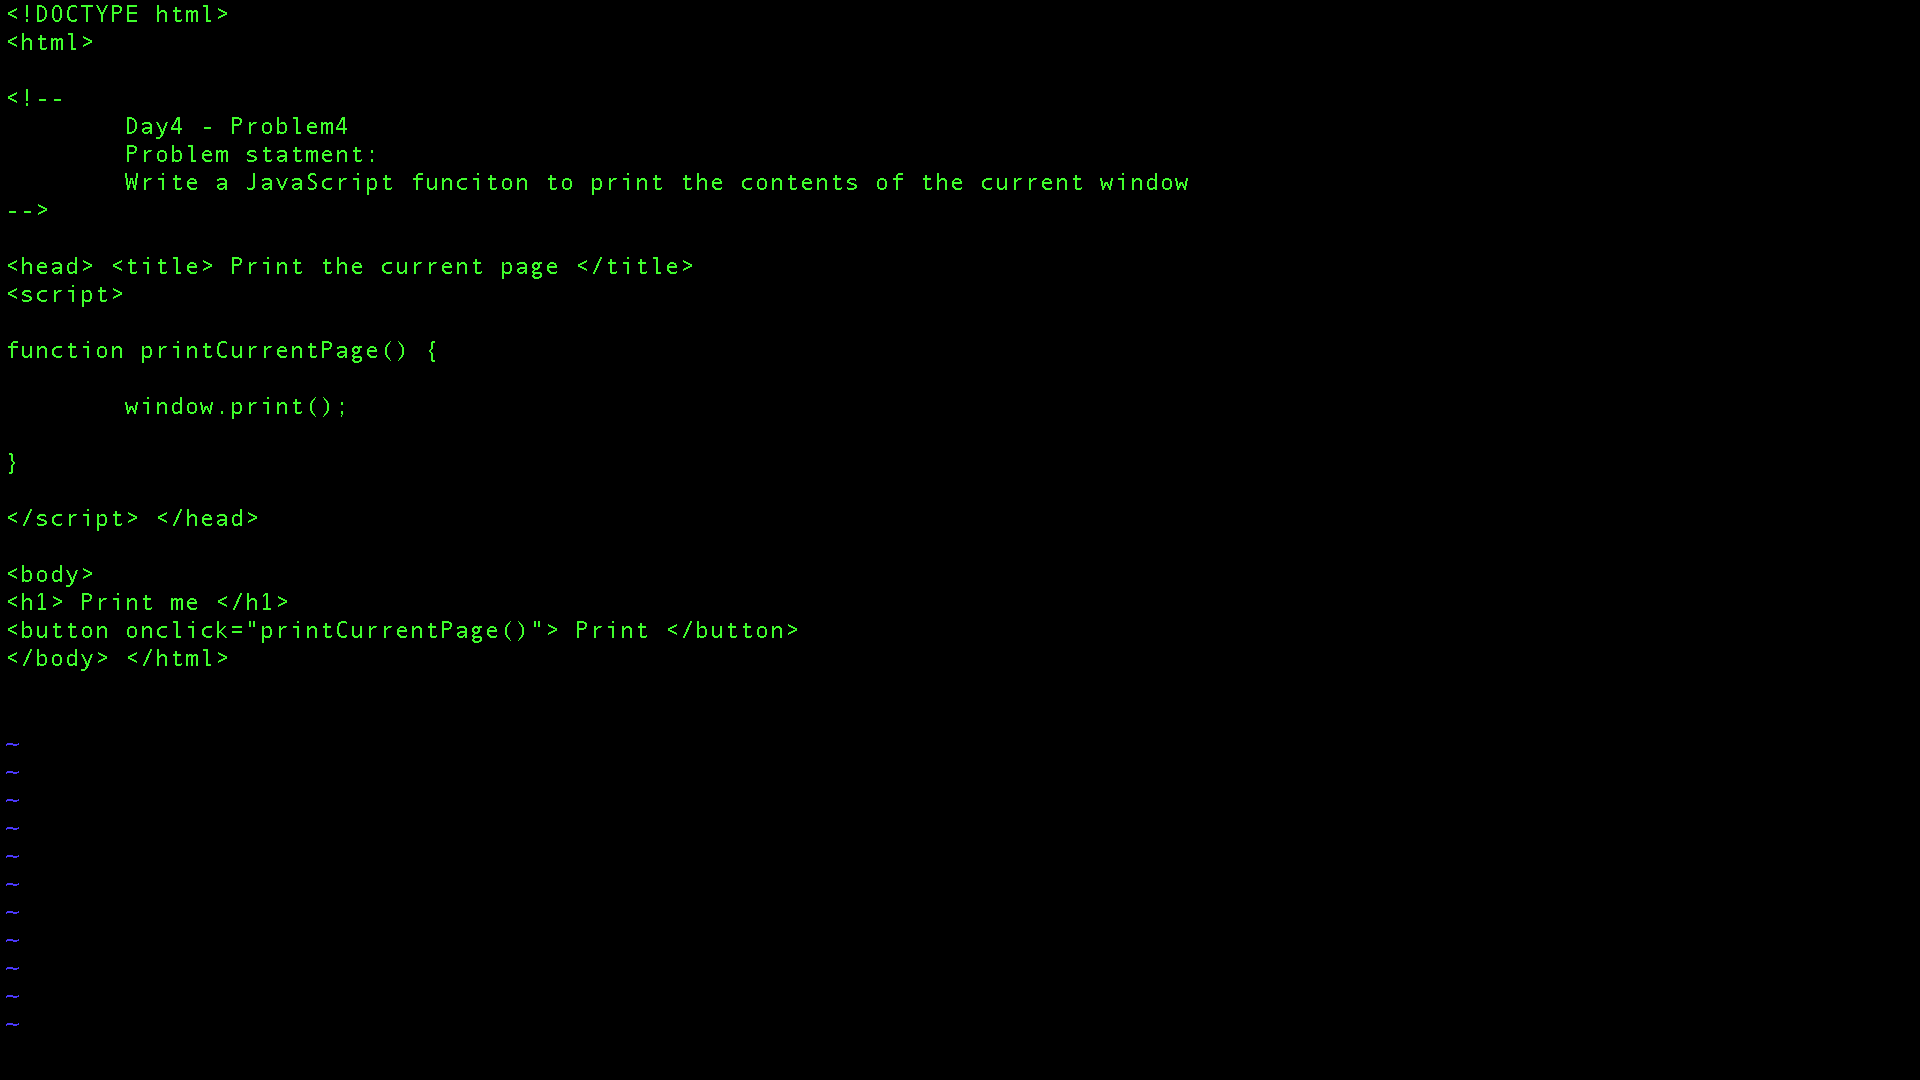 <!DOCTYPE html>
<html>
<!--
Day4 - Problem4
Problem statment:
Write a JavaScript funciton to print the contents of the current window
-->
<head> <title> Print the current page </title>
<script>
function printCurrentPage() {
window.print();
}
</script> </head>
<body>
<h1> Print me </h1>
<button onclick="printCurrentPage()"> Print </button>
</body> </html>
~
~
~
~
~
~
~
~
~
~
~